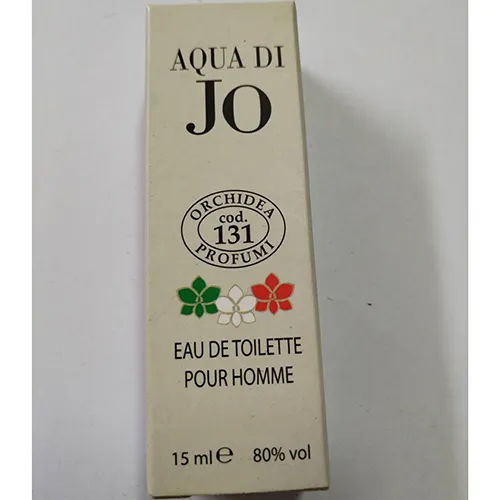 AQUA DI
JO
ORCHIDEA
cod.
131
PROFUMI
EAU DE TOILETTE
POUR HOMME
15 ml e 80% vol